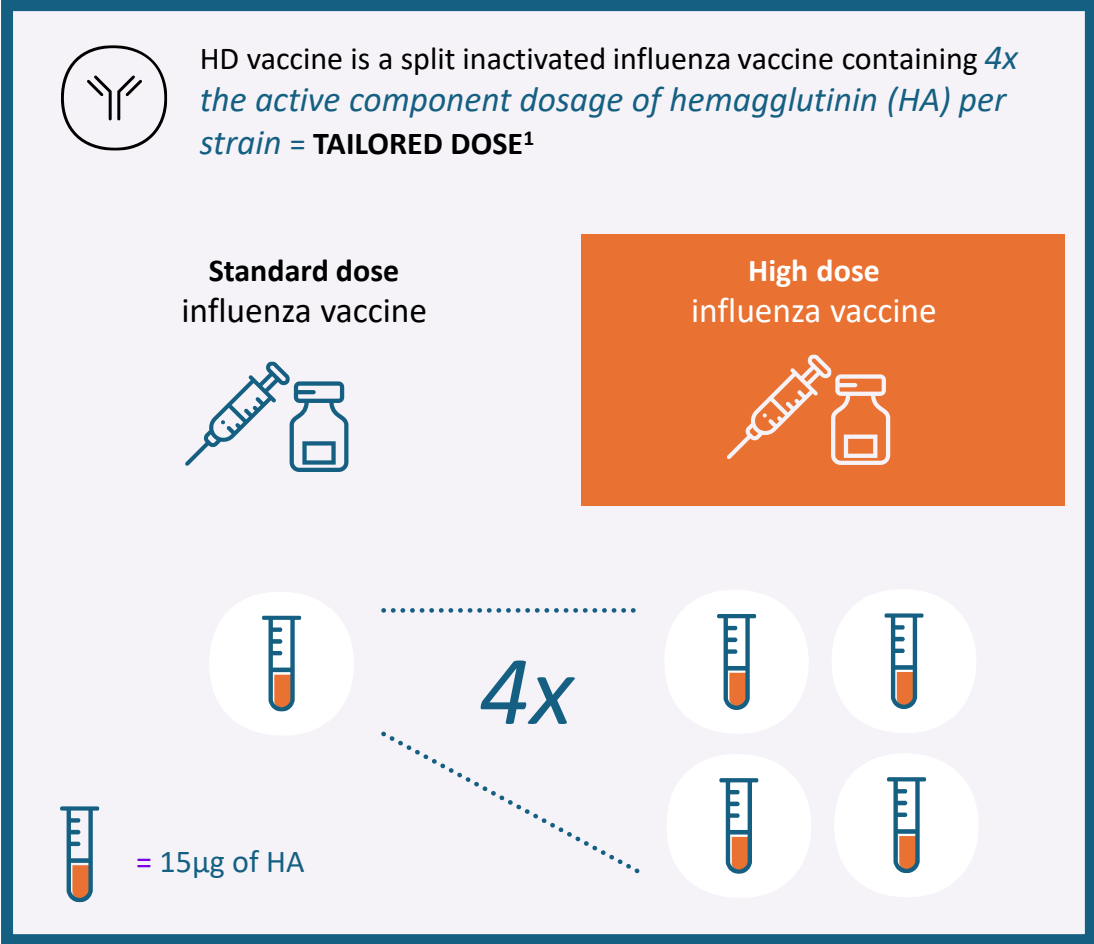 HD vaccine is a split inactivated influenza vaccine containing 4x
the active component dosage of hemagglutinin (HA) per
strain = TAILORED DOSE¹
Standard dose
influenza vaccine
High dose
influenza vaccine
4x
= 15µg of HA